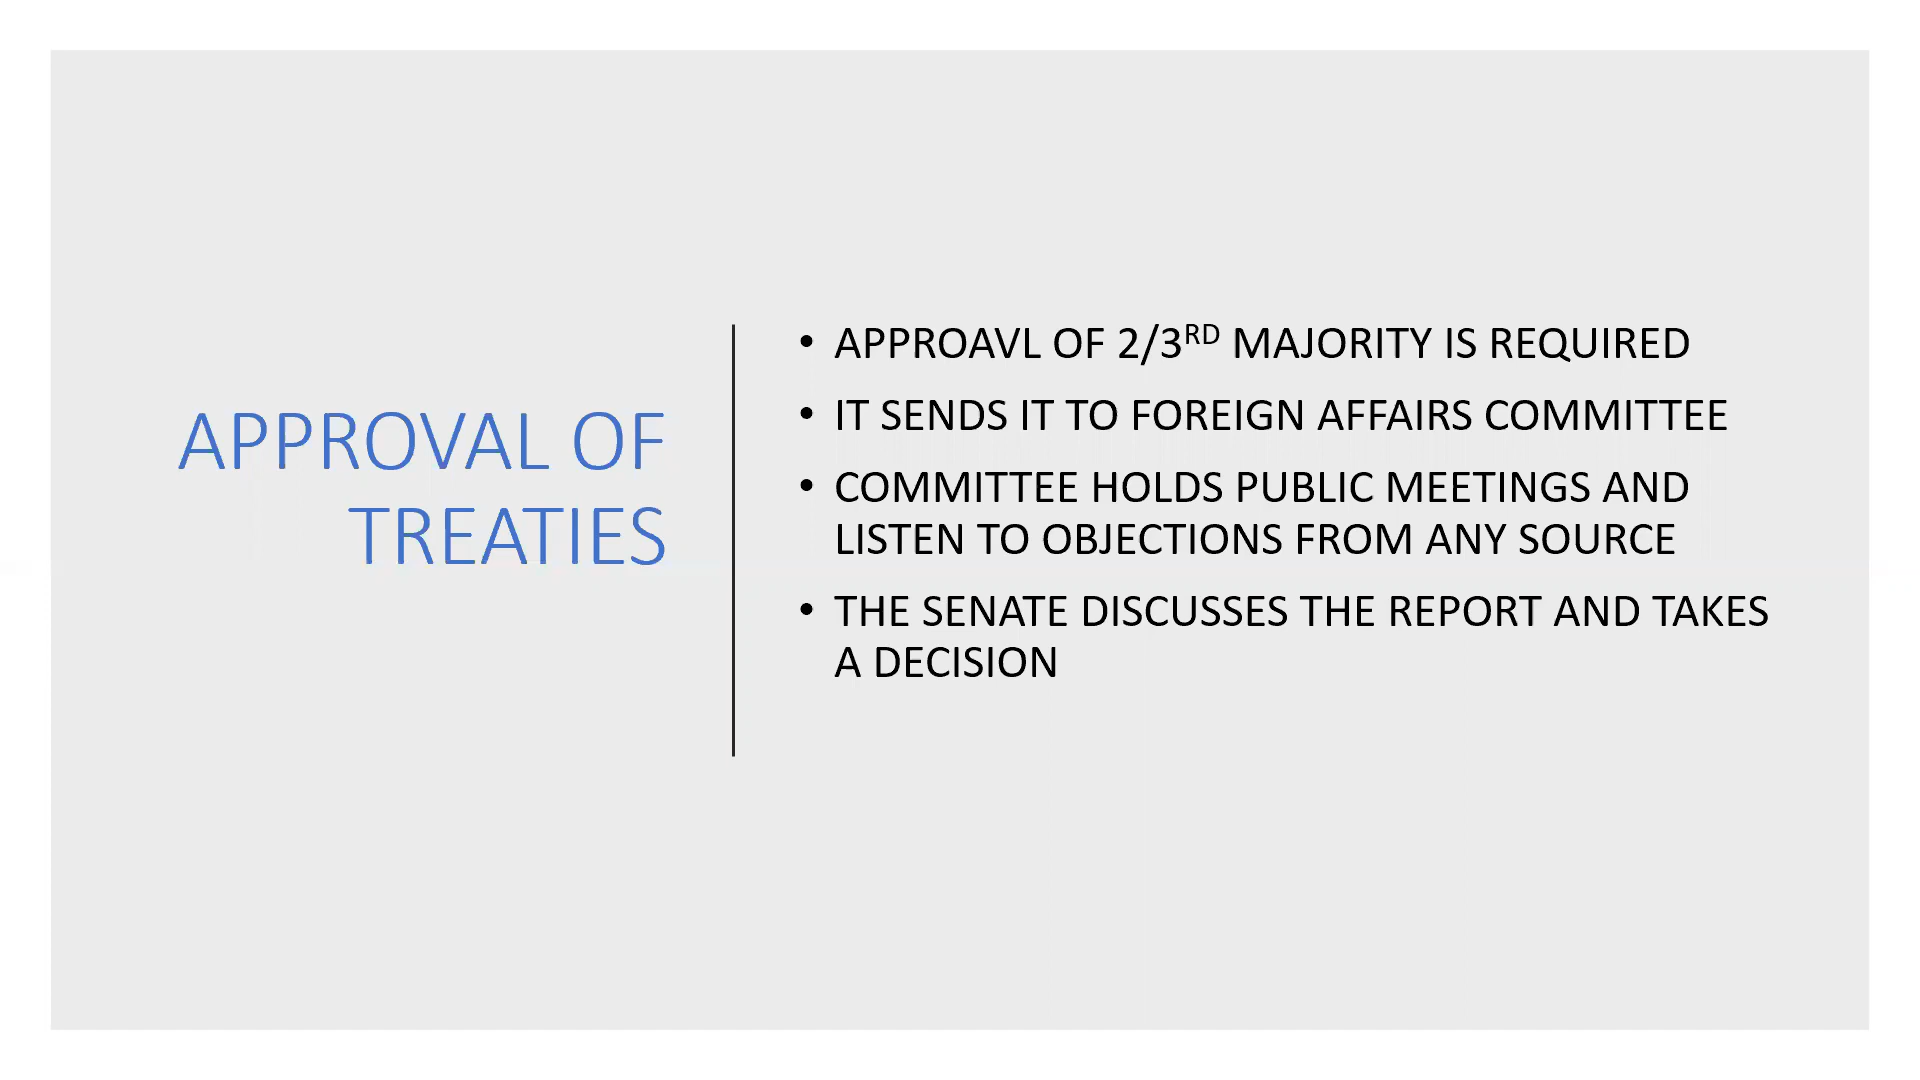 APPROVAL OF
TREATIES
• APPROAVL OF 2/3RD MAJORITY IS REQUIRED
• IT SENDS IT TO FOREIGN AFFAIRS COMMITTEE
• COMMITTEE HOLDS PUBLIC MEETINGS AND
LISTEN TO OBJECTIONS FROM ANY SOURCE
• THE SENATE DISCUSSES THE REPORT AND TAKES
A DECISION